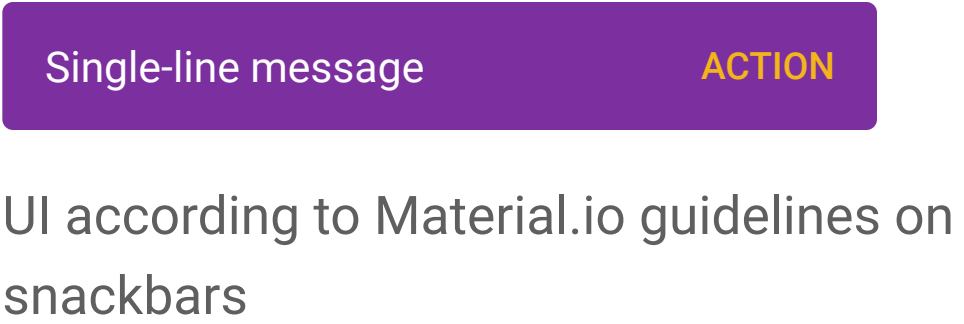 Single-line message ACTION
UI according to Material.io guidelines on
snackbars